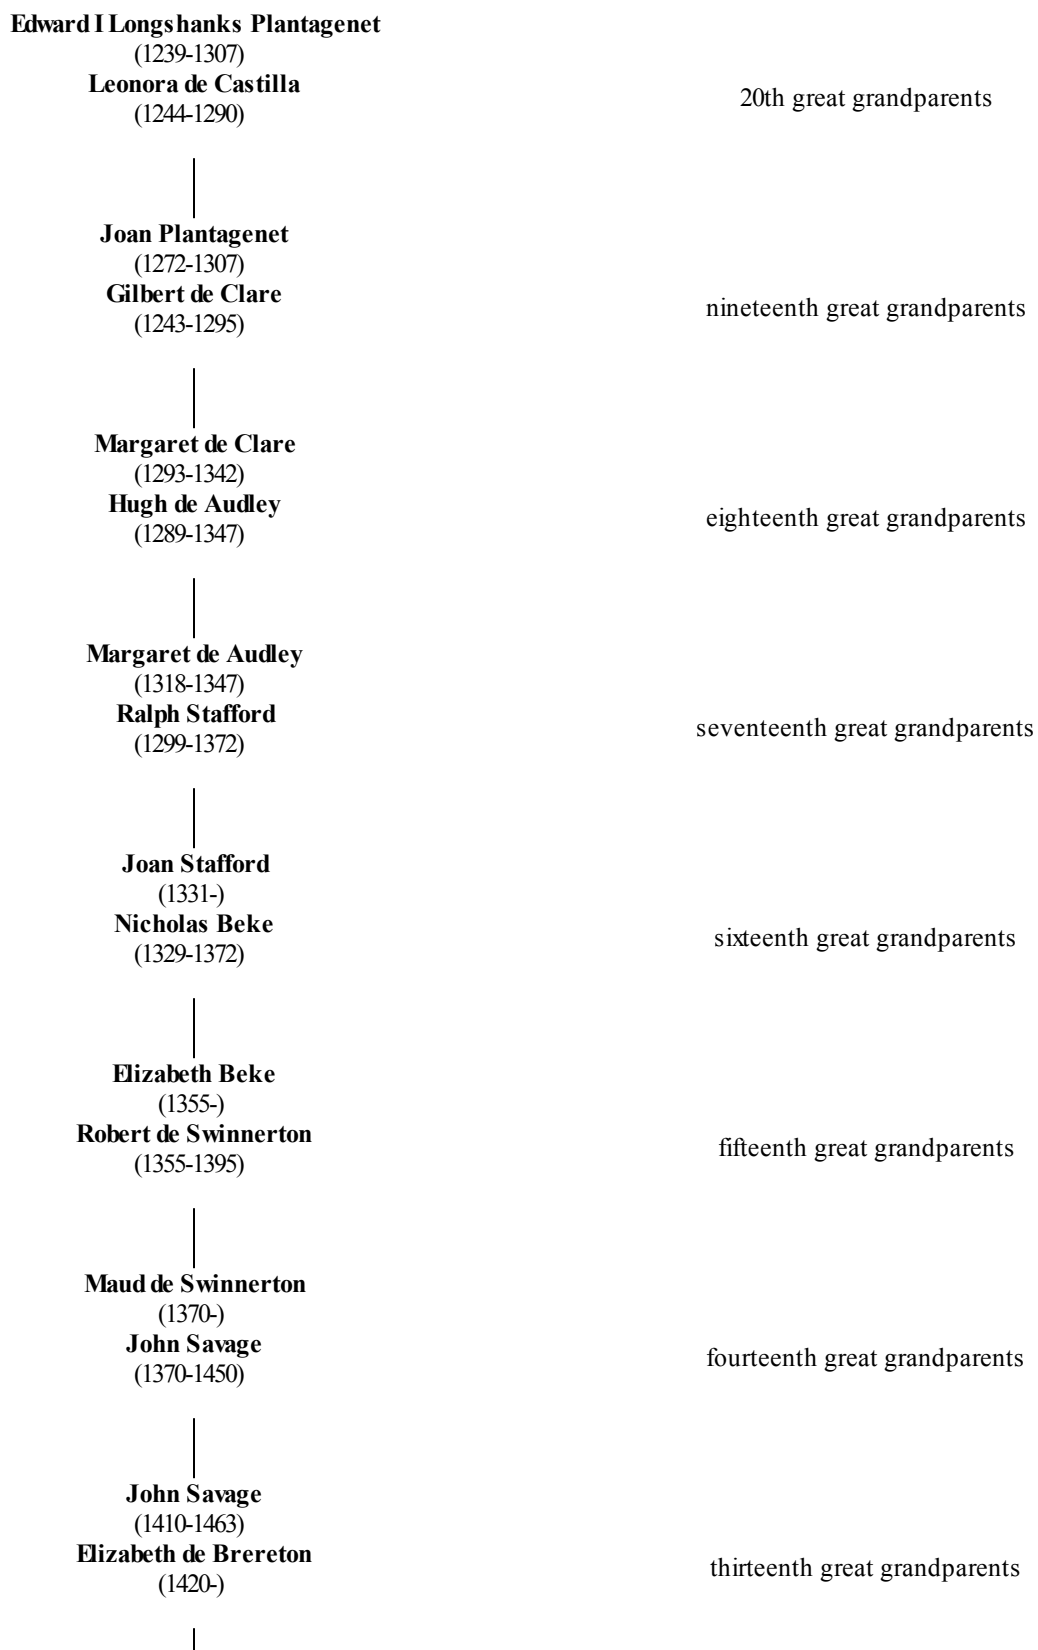 Edward I Longshanks Plantagenet
(1239-1307)
Leonora de Castilla
(1244-1290)
20th great grandparents
Joan Plantagenet
(1272-1307)
Gilbert de Clare
(1243-1295)
nineteenth great grandparents
Margaret de Clare
(1293-1342)
Hugh de Audley
(1289-1347)
eighteenth great grandparents
Margaret de Audley
(1318-1347)
Ralph Stafford
(1299-1372)
seventeenth great grandparents
Joan Stafford
(1331-)
Nicholas Beke
(1329-1372)
sixteenth great grandparents
Elizabeth Beke
(1355-)
Robert de Swinnerton
(1355-1395)
fifteenth great grandparents
Maud de Swinnerton
(1370-)
John Savage
(1370-1450)
fourteenth great grandparents
John Savage
(1410-1463)
Elizabeth de Brereton
(1420-)
thirteenth great grandparents